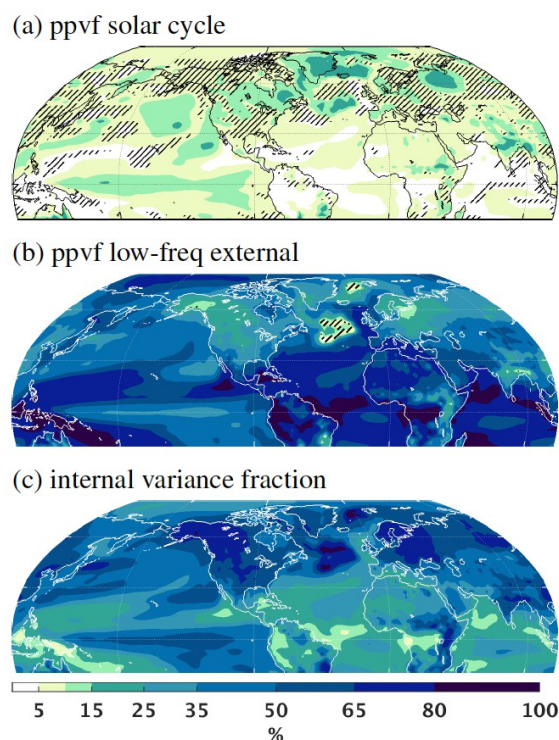 (a) ppvf solar cycle
(b) ppvf low-freq external
(c) internal variance fraction
5 15 25 35 50 65 80 100
%